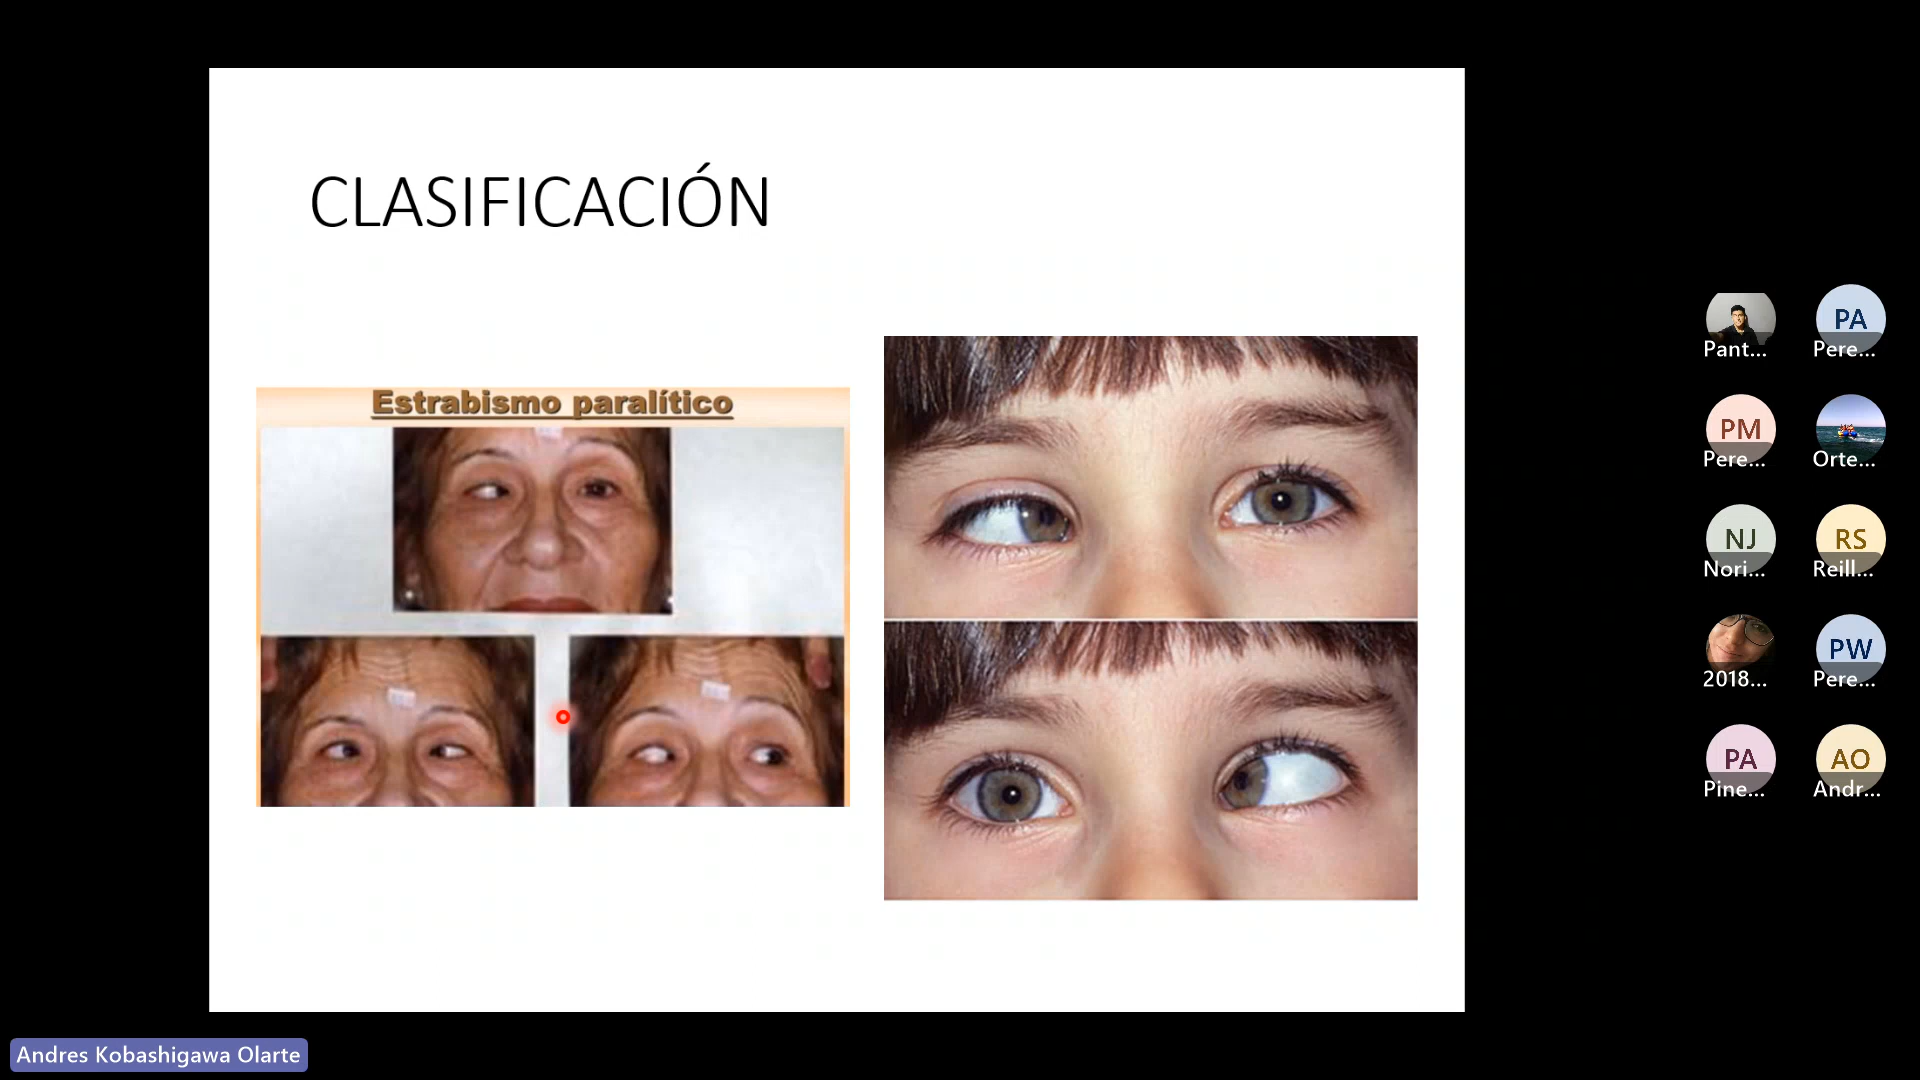 CLASIFICACIÓN
Estrabismo paralítico
Pant...
PA
Pere...
PM
Pere...
Orte...
NJ
Nori...
RS
Reill...
2018...
PW
Pere...
PA
Pine...
AO
Andr...
Andres Kobashigawa Olarte